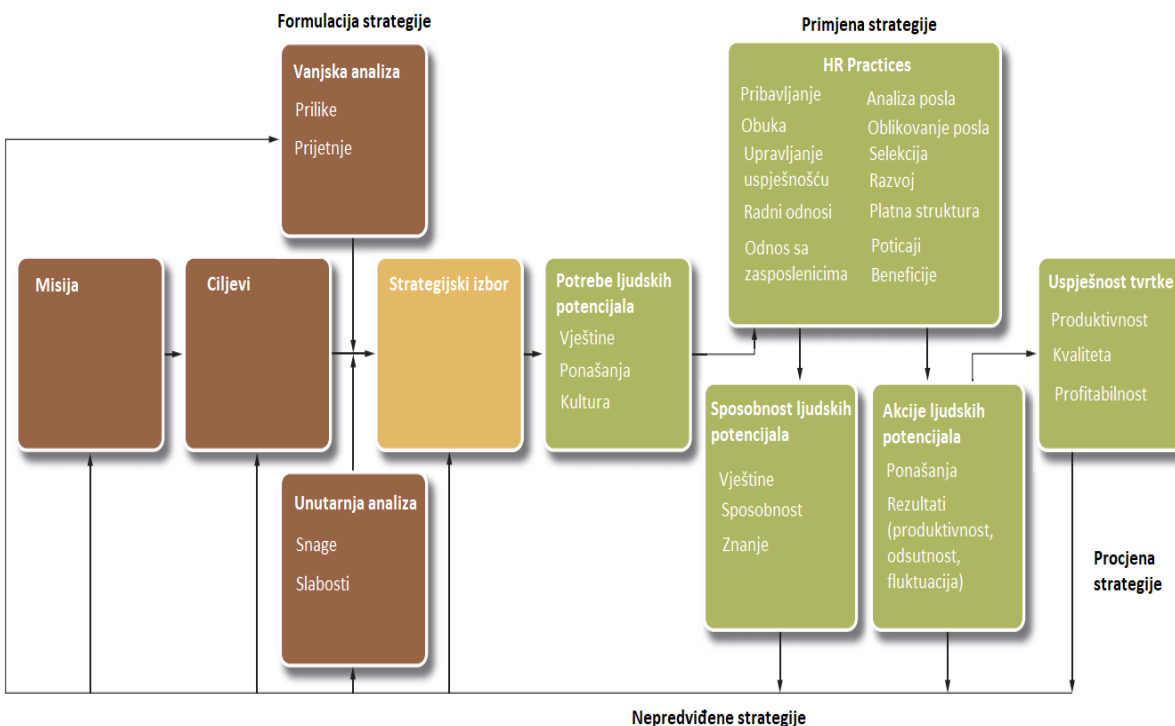 Formulacija strategije
Primjena strategije
Vanjska analiza
Prilike
Prijetnje
HR Practices
Pribavljanje
Obuka
Upravljanje
uspješnošću
Radni odnosi
Odnos sa
zasposlenicima
Analiza posla
Oblikovanje posla
Selekcija
Razvoj
Platna struktura
Poticaji
Beneficije
Misija
Ciljevi
Strategijski izbor
Potrebe ljudskih
potencijala
Vještine
Ponašanja
Kultura
Uspješnost tvrtke
Produktivnost
Kvaliteta
Profitabilnost
Unutarnja analiza
Snage
Slabosti
Sposobnost ljudskih
potencijala
Vještine
Sposobnost
Znanje
Akcije ljudskih
potencijala
Ponašanja
Rezultati
(produktivnost,
odsutnost,
fluktuacija)
Procjena
strategije
Nepredviđene strategije